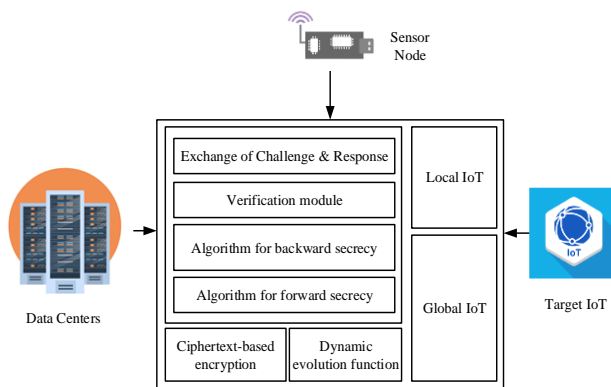 Sensor
Node
Exchange of Challenge & Response
Verification module
Algorithm for backward secrecy
Algorithm for forward secrecy
Ciphertext-based
encryption
Dynamic
evolution function
Local IoT
Global IoT
Data Centers
IoT
Target IoT